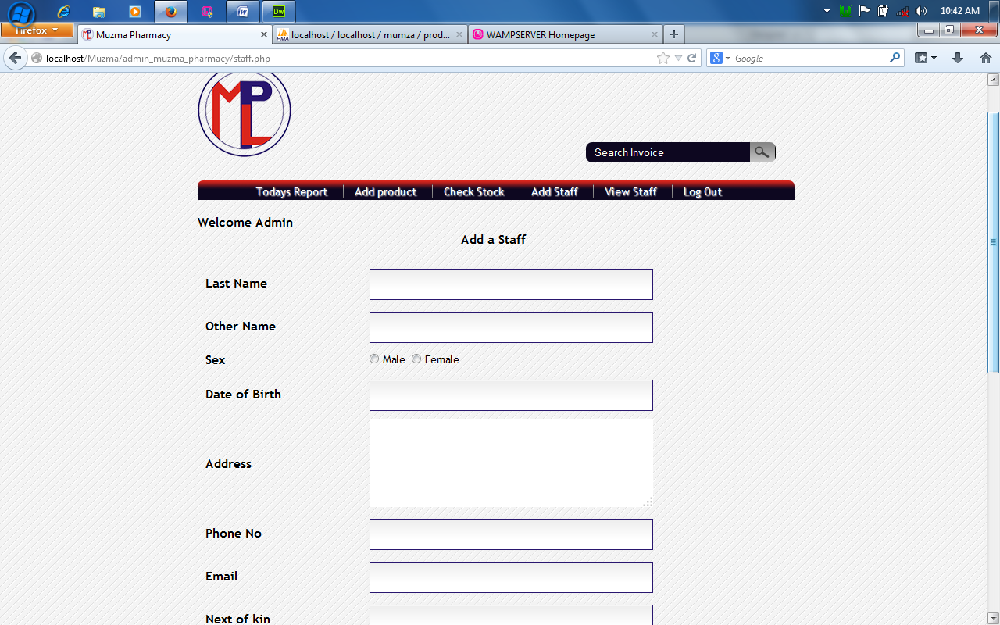 10:42 AM
Firefox
Muzma Pharmacy
localhost / localhost / mumza / prod...
WAMPSERVER Homepage
localhost/Muzma/admin_muzma_pharmacy/staff.php
Google
MPL
Search Invoice
Todays Report Add product Check Stock Add Staff View Staff Log Out
Welcome Admin
Add a Staff
Last Name
Other Name
Sex Male Female
Date of Birth
Address
Phone No
Email
Next of kin